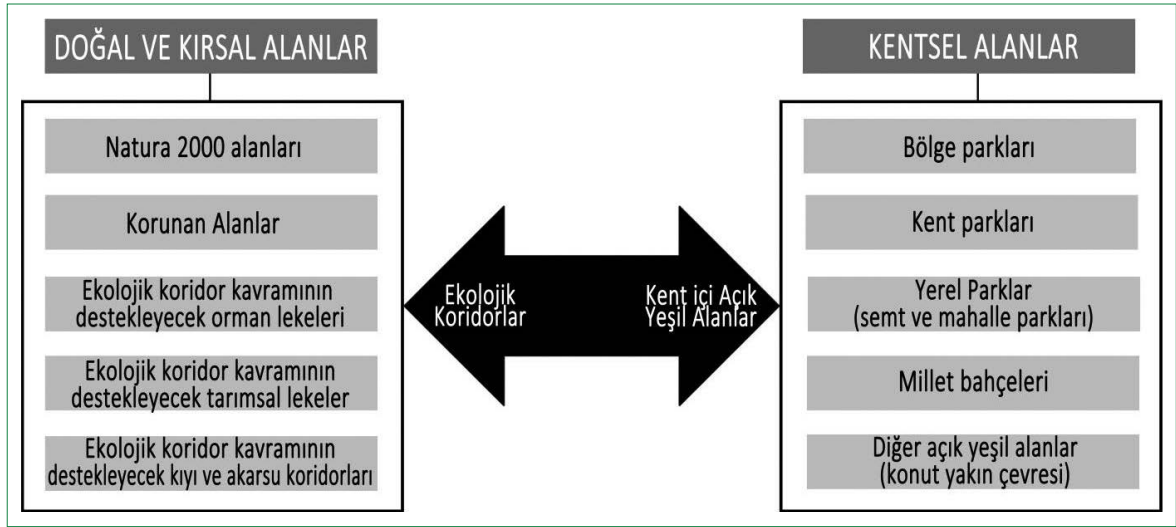 DOĞAL VE KIRSAL ALANLAR
Natura 2000 alanları
Korunan Alanlar
Ekolojik koridor kavramının
destekleyecek orman lekeleri
Ekolojik koridor kavramının
destekleyecek tarımsal lekeler
Ekolojik koridor kavramının
destekleyecek kıyı ve akarsu koridorları
Ekolojik
Koridorlar
Kent içi Açık
Yeşil Alanlar
KENTSEL ALANLAR
Bölge parkları
Kent parkları
Yerel Parklar
(semt ve mahalle parkları)
Millet bahçeleri
Diğer açık yeşil alanlar
(konut yakın çevresi)